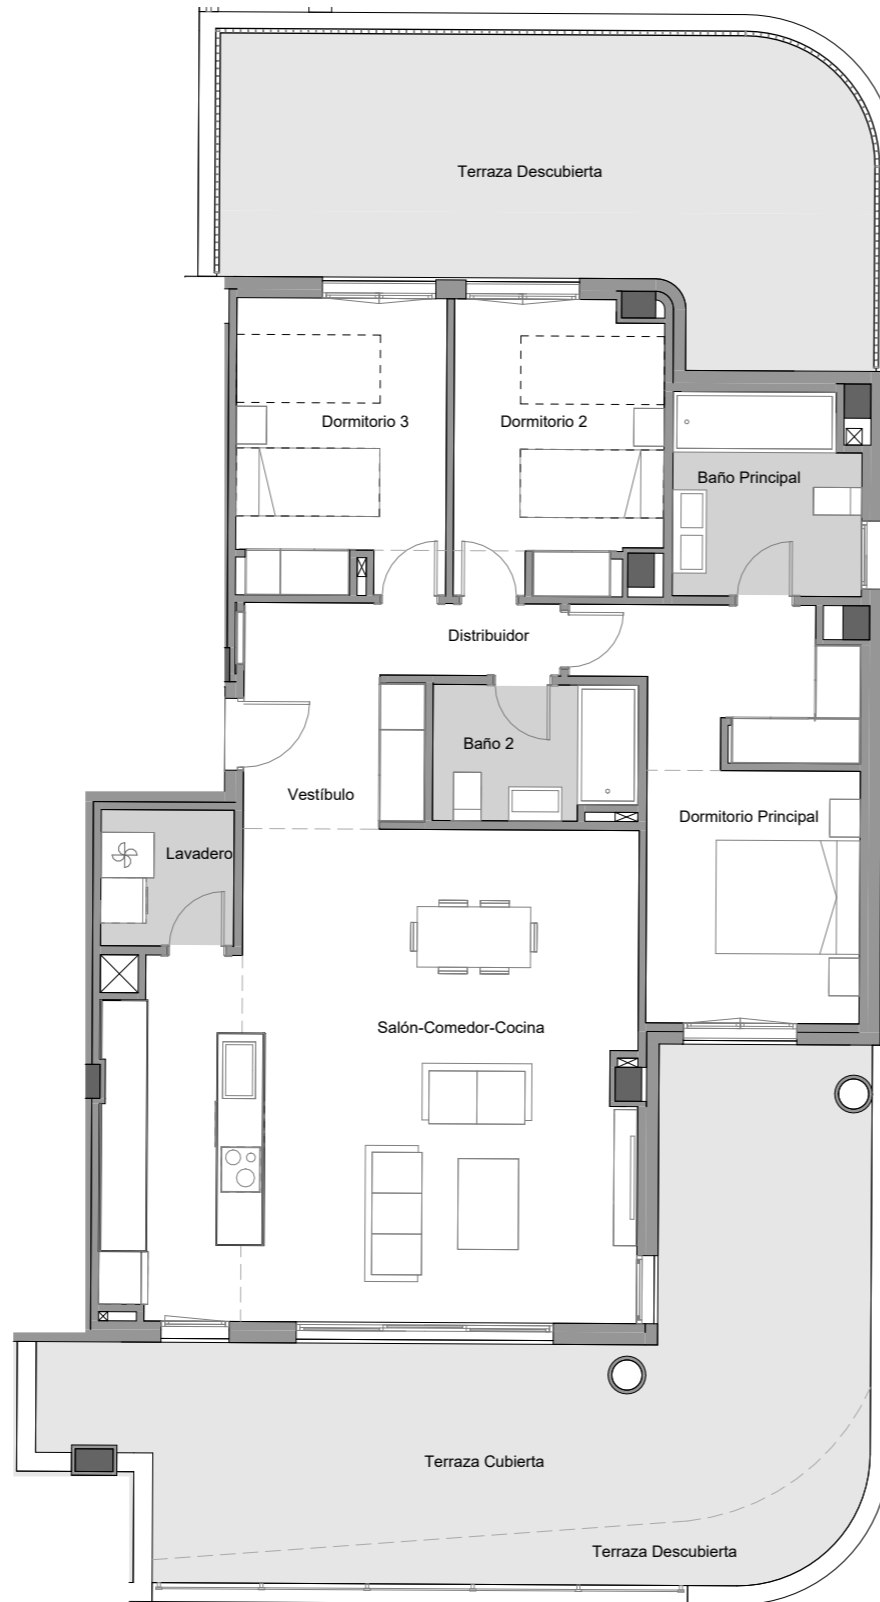 Terraza Descubierta
Dormitorio 3
Dormitorio 2
Baño Principal
Distribuidor
Baño 2
Vestíbulo
Dormitorio Principal
Lavadero
Salón-Comedor-Cocina
Terraza Cubierta
Terraza Descubierta